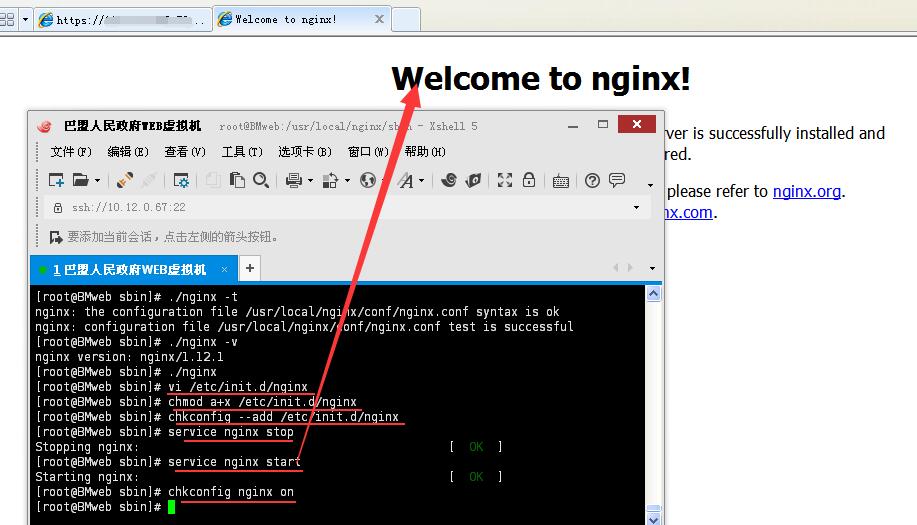 https://
Welcome to nginx!
Welcome to nginx!
ver is successfully installed and
red.
please refer to nginx.org.
nx.com.
巴盟人民政府WEB虚拟机 root@BMweb:/usr/local/nginx/sbin - Xshell 5
文件(F) 编辑(E) 查看(V) 工具(T) 选项卡(B) 窗口(W) 帮助(H)
ssh://10.12.0.67:22
要添加当前会话，点击左侧的箭头按钮。
1 巴盟人民政府WEB虚拟机 × +
[root@BMweb sbin]# ./nginx -t
nginx: the configuration file /usr/local/nginx/conf/nginx.conf syntax is ok
nginx: configuration file /usr/local/nginx/conf/nginx.conf test is successful
[root@BMweb sbin]# ./nginx -v
nginx version: nginx/1.12.1
[root@BMweb sbin]# ./nginx
[root@BMweb sbin]# vi /etc/init.d/nginx
[root@BMweb sbin]# chmod a+x /etc/init.d/nginx
[root@BMweb sbin]# chkconfig --add /etc/init.d/nginx
[root@BMweb sbin]# service nginx stop
Stopping nginx: [ OK ]
[root@BMweb sbin]# service nginx start
Starting nginx: [ OK ]
[root@BMweb sbin]# chkconfig nginx on
[root@BMweb sbin]#